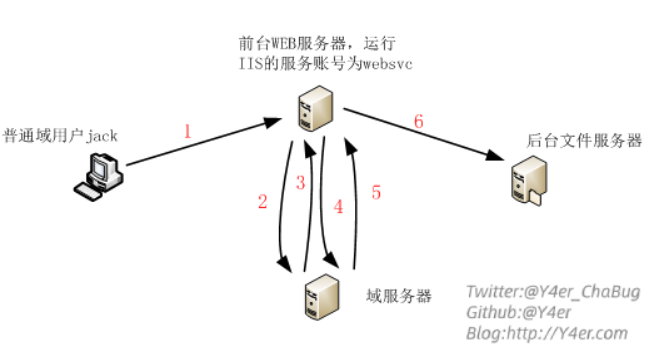 前台WEB服务器，运行
IIS的服务账号为websvc
普通域用户jack
1
6
后台文件服务器
2
3
4
5
域服务器
Twitter:@Y4er_ChaBug
Github:@Y4er
Blog:http://Y4er.com